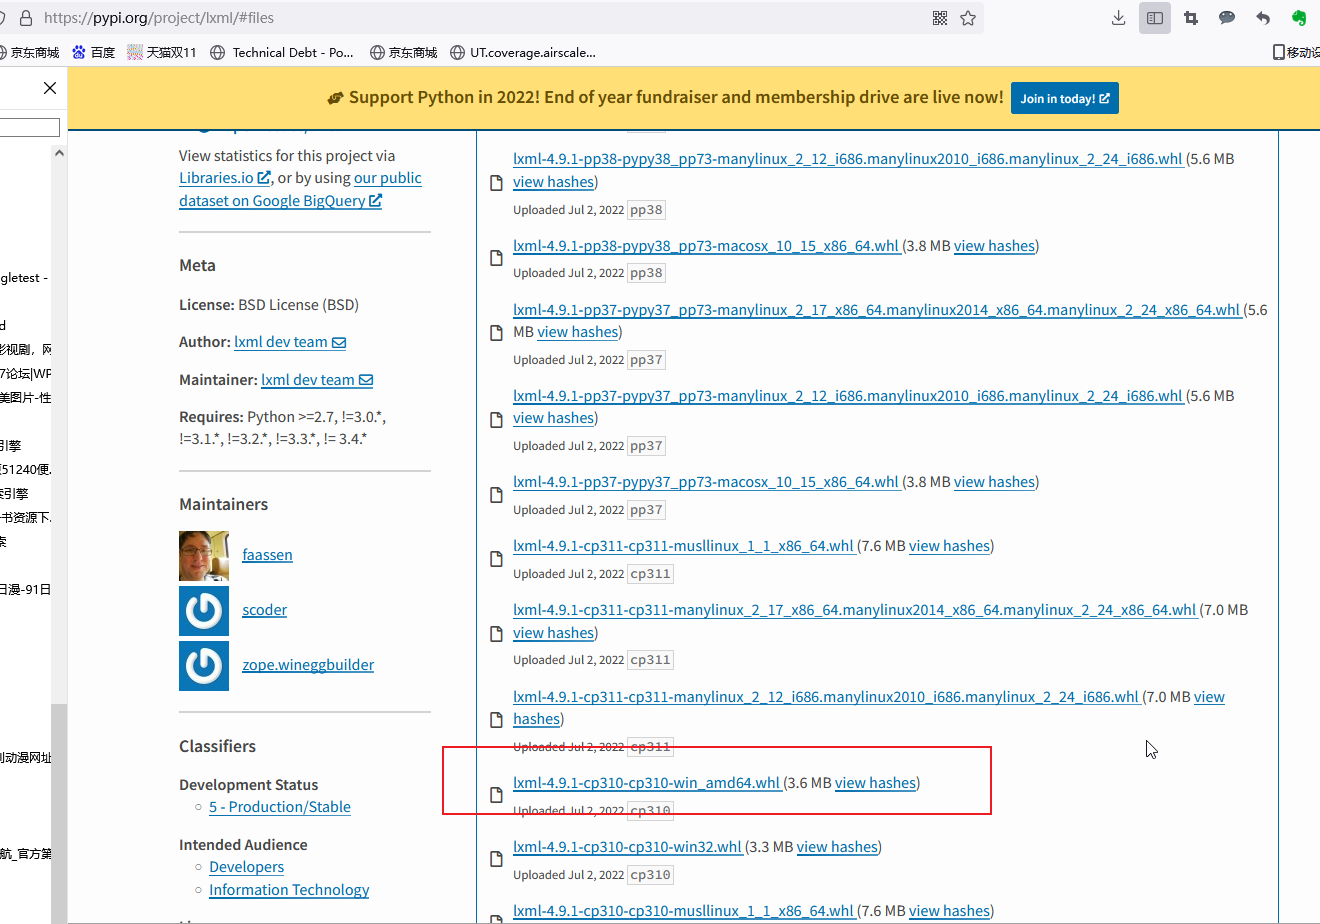 https://pypi.org/project/lxml/#files
京东商城 百度 天猫双11 Technical Debt - Po... 京东商城 UT.coverage.airscale... 移动设
Support Python in 2022! End of year fundraiser and membership drive are live now! Join in today!
gletest -
d
影视剧，网
7论坛|WP
美图片-性
引擎
夏51240便.
索引擎
书资源下.
索
日漫-91日
列动漫网址
航_官方第
View statistics for this project via
Libraries.io, or by using our public
dataset on Google BigQuery
Meta
License: BSD License (BSD)
Author: lxml dev team
Maintainer: lxml dev team
Requires: Python >=2.7, !=3.0.*,
!=3.1.*, !=3.2.*, !=3.3.*, != 3.4.*
Maintainers
faassen
scoder
zope.wineggbuilder
Classifiers
Development Status
5 - Production/Stable
Intended Audience
Developers
Information Technology
lxml-4.9.1-pp38-pypy38_pp73-manylinux_2_12_i686.manylinux2010_i686.manylinux_2_24_i686.whl (5.6 MB
view hashes)
Uploaded Jul 2, 2022 pp38
lxml-4.9.1-pp38-pypy38_pp73-macosx_10_15_x86_64.whl (3.8 MB view hashes)
Uploaded Jul 2, 2022 pp38
lxml-4.9.1-pp37-pypy37_pp73-manylinux_2_17_x86_64.manylinux2014_x86_64.manylinux_2_24_x86_64.whl (5.6
MB view hashes)
Uploaded Jul 2, 2022 pp37
lxml-4.9.1-pp37-pypy37_pp73-manylinux_2_12_i686.manylinux2010_i686.manylinux_2_24_i686.whl (5.6 MB
view hashes)
Uploaded Jul 2, 2022 pp37
lxml-4.9.1-pp37-pypy37_pp73-macosx_10_15_x86_64.whl (3.8 MB view hashes)
Uploaded Jul 2, 2022 pp37
lxml-4.9.1-cp311-cp311-musllinux_1_1_x86_64.whl (7.6 MB view hashes)
Uploaded Jul 2, 2022 cp311
lxml-4.9.1-cp311-cp311-manylinux_2_17_x86_64.manylinux2014_x86_64.manylinux_2_24_x86_64.whl (7.0 MB
view hashes)
Uploaded Jul 2, 2022 cp311
lxml-4.9.1-cp311-cp311-manylinux_2_12_i686.manylinux2010_i686.manylinux_2_24_i686.whl (7.0 MB view
hashes)
Uploaded Jul 2, 2022 cp311
lxml-4.9.1-cp310-cp310-win_amd64.whl (3.6 MB view hashes)
Uploaded Jul 2, 2022 cp310
lxml-4.9.1-cp310-cp310-win32.whl (3.3 MB view hashes)
Uploaded Jul 2, 2022 cp310
lxml-4.9.1-cp310-cp310-musllinux_1_1_x86_64.whl (7.6 MB view hashes)